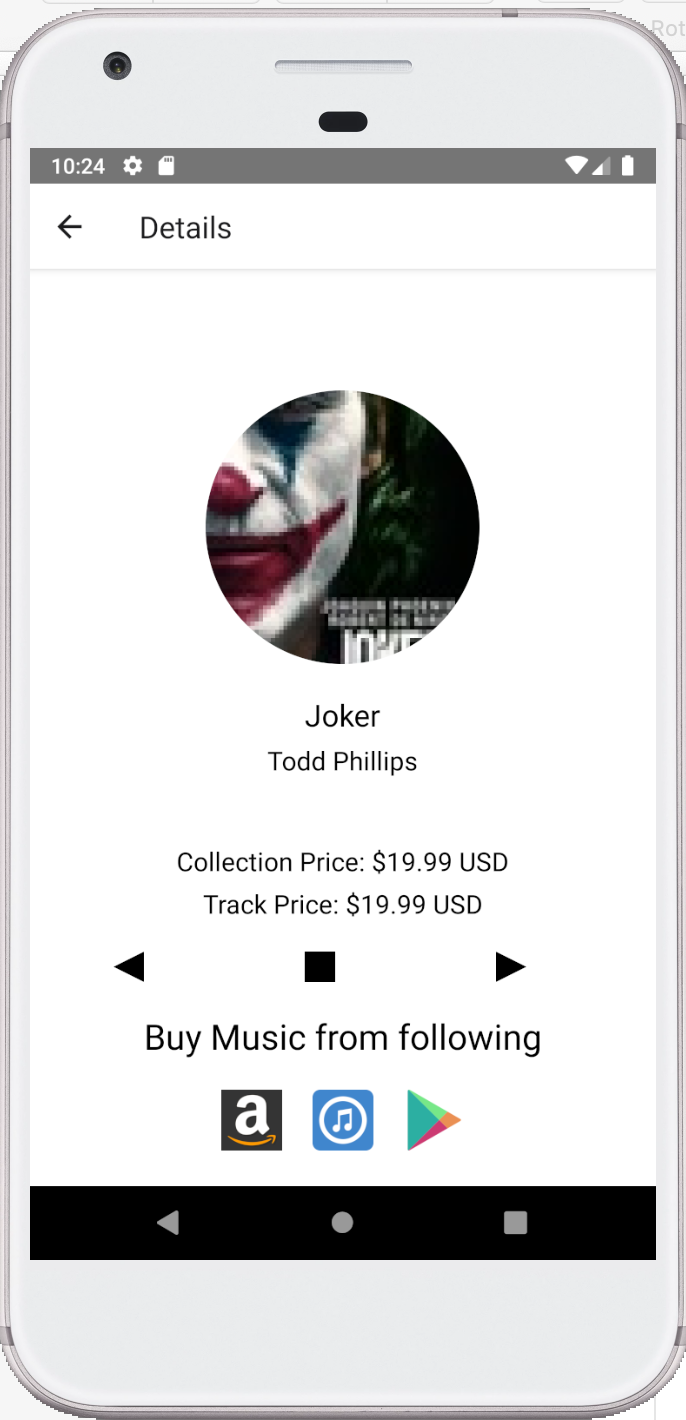 Rot
10:24
Details
JOKE
Joker
Todd Phillips
Collection Price: $19.99 USD
Track Price: $19.99 USD
Buy Music from following
a